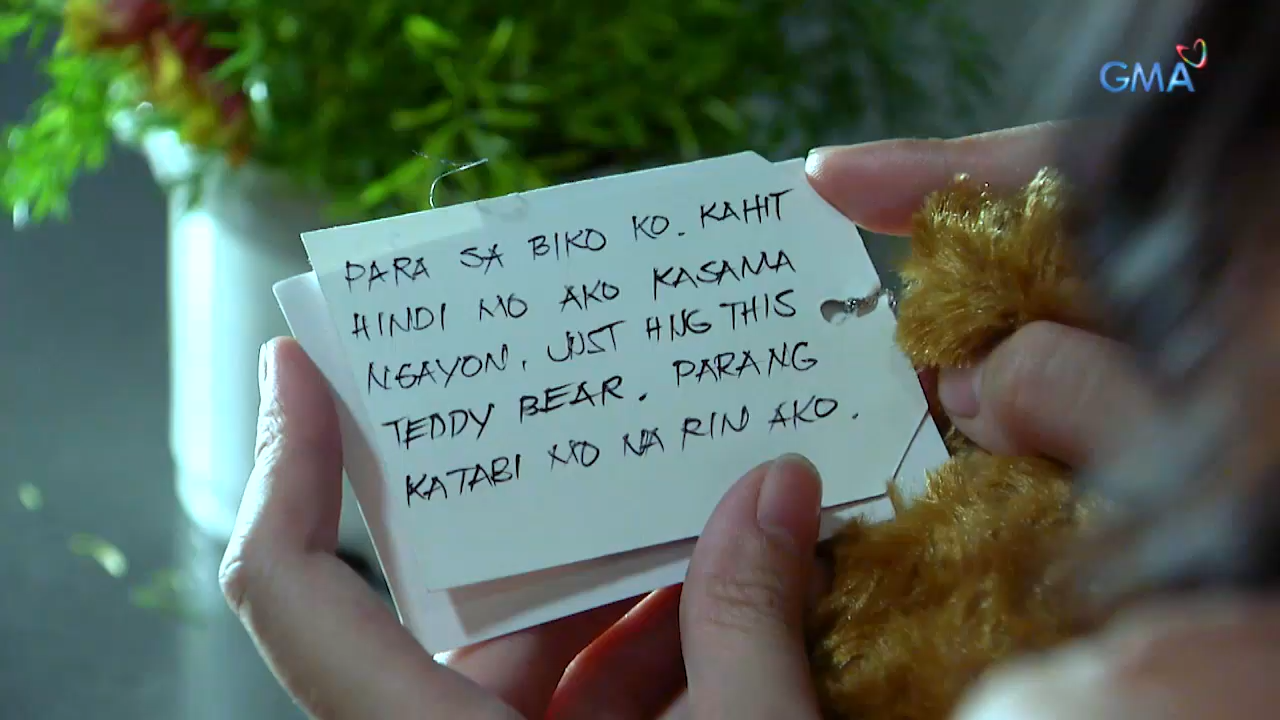 GMA
PARA SA BIKO KO. KAHIT
HINDI MO AKO KASAMA
NGAYON. JUST HUG THIS
TEDDY BEAR. PARANG
KATABI MO NA RIN AKO.